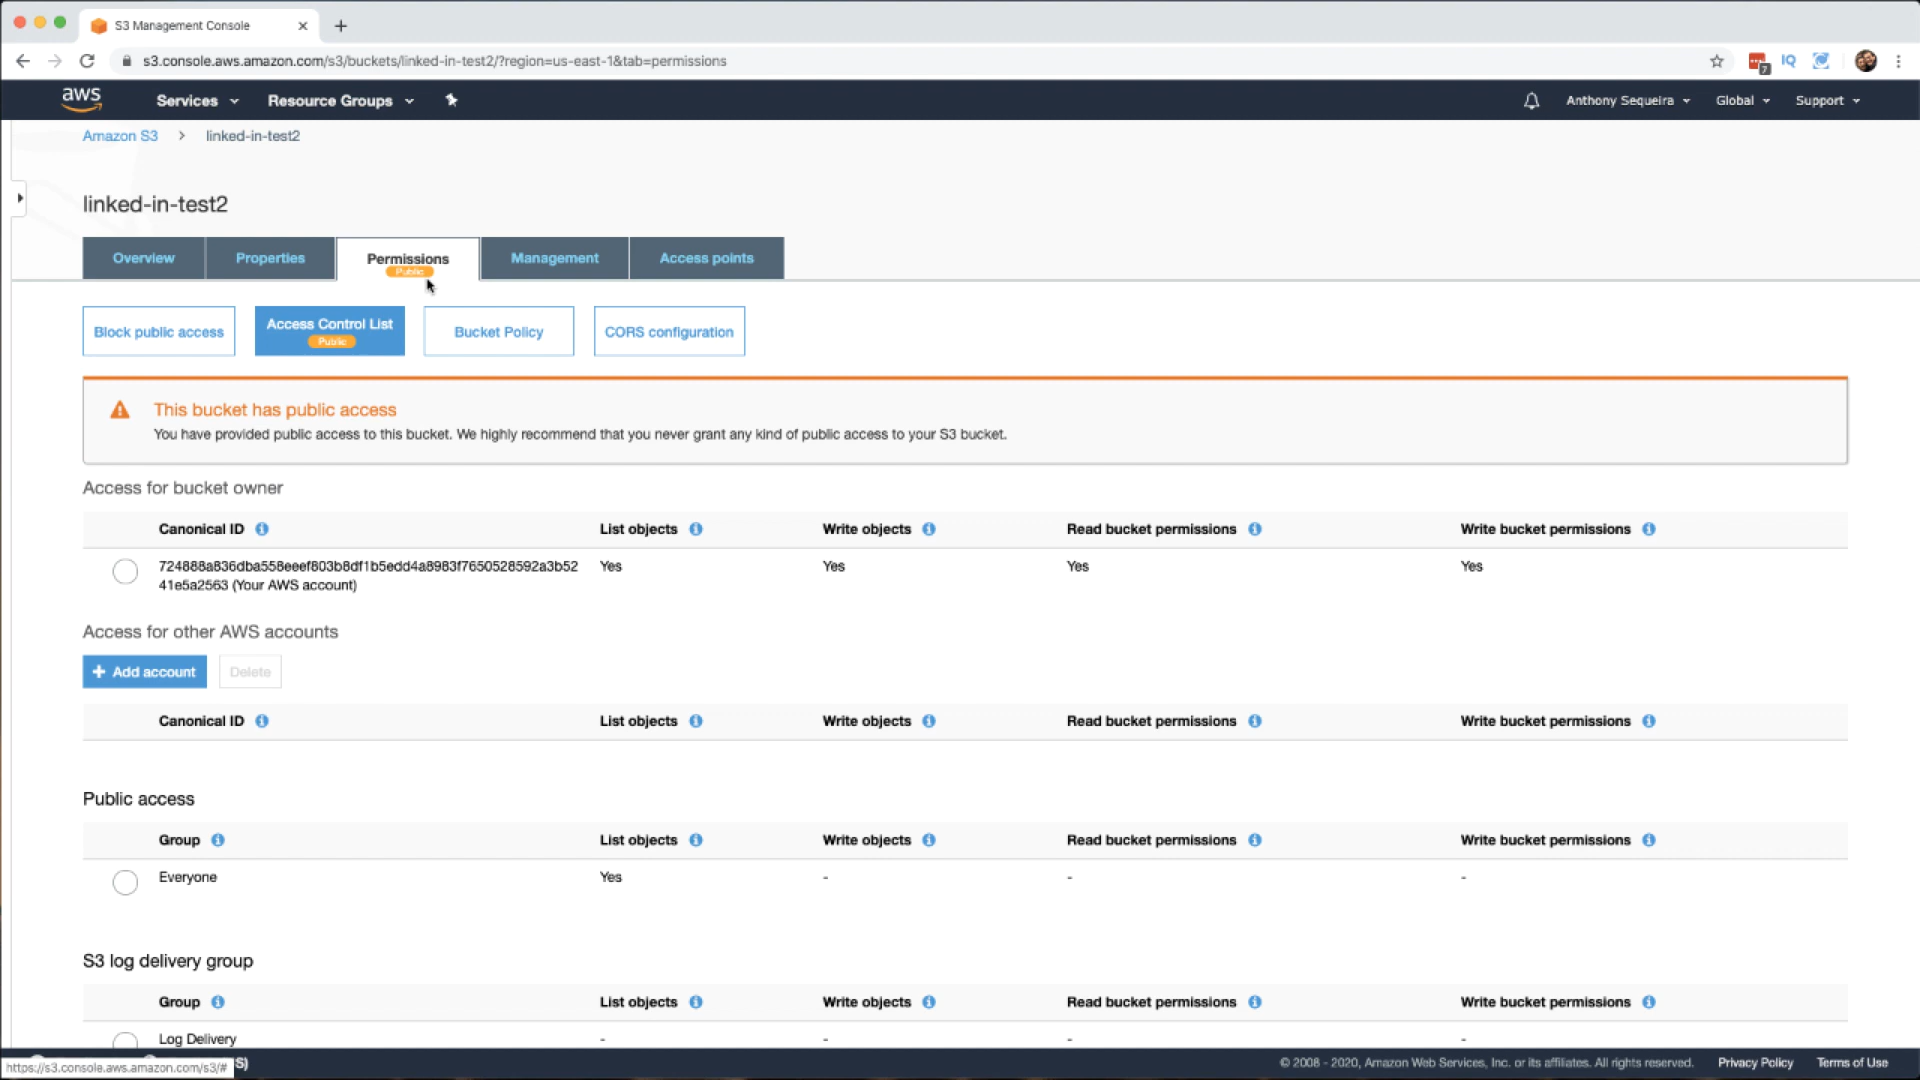 S3 Management Console
s3.console.aws.amazon.com/s3/buckets/linked-in-test2/?region=us-east-1&tab=permissions
7
IQ
aws
Services
Resource Groups
Anthony Sequeira
Global
Support
Amazon S3
linked-in-test2
linked-in-test2
Overview
Properties
Permissions
Public
Management
Access points
Block public access
Access Control List
Public
Bucket Policy
CORS configuration
This bucket has public access
You have provided public access to this bucket. We highly recommend that you never grant any kind of public access to your S3 bucket.
Access for bucket owner
Canonical ID List objects Write objects Read bucket permissions Write bucket permissions
724888a836dba558eeef803b8df1b5edd4a8983f7650528592a3b52 Yes Yes Yes Yes
41e5a2563 (Your AWS account)
Access for other AWS accounts
+ Add account
Delete
Canonical ID List objects Write objects Read bucket permissions Write bucket permissions
Public access
Group List objects Write objects Read bucket permissions Write bucket permissions
Everyone Yes - - -
S3 log delivery group
Group List objects Write objects Read bucket permissions Write bucket permissions
Log Delivery - - -
https://s3.console.aws.amazon.com/s3/#
S)
© 2008 - 2020, Amazon Web Services, Inc. or its affiliates. All rights reserved.
Privacy Policy
Terms of Use